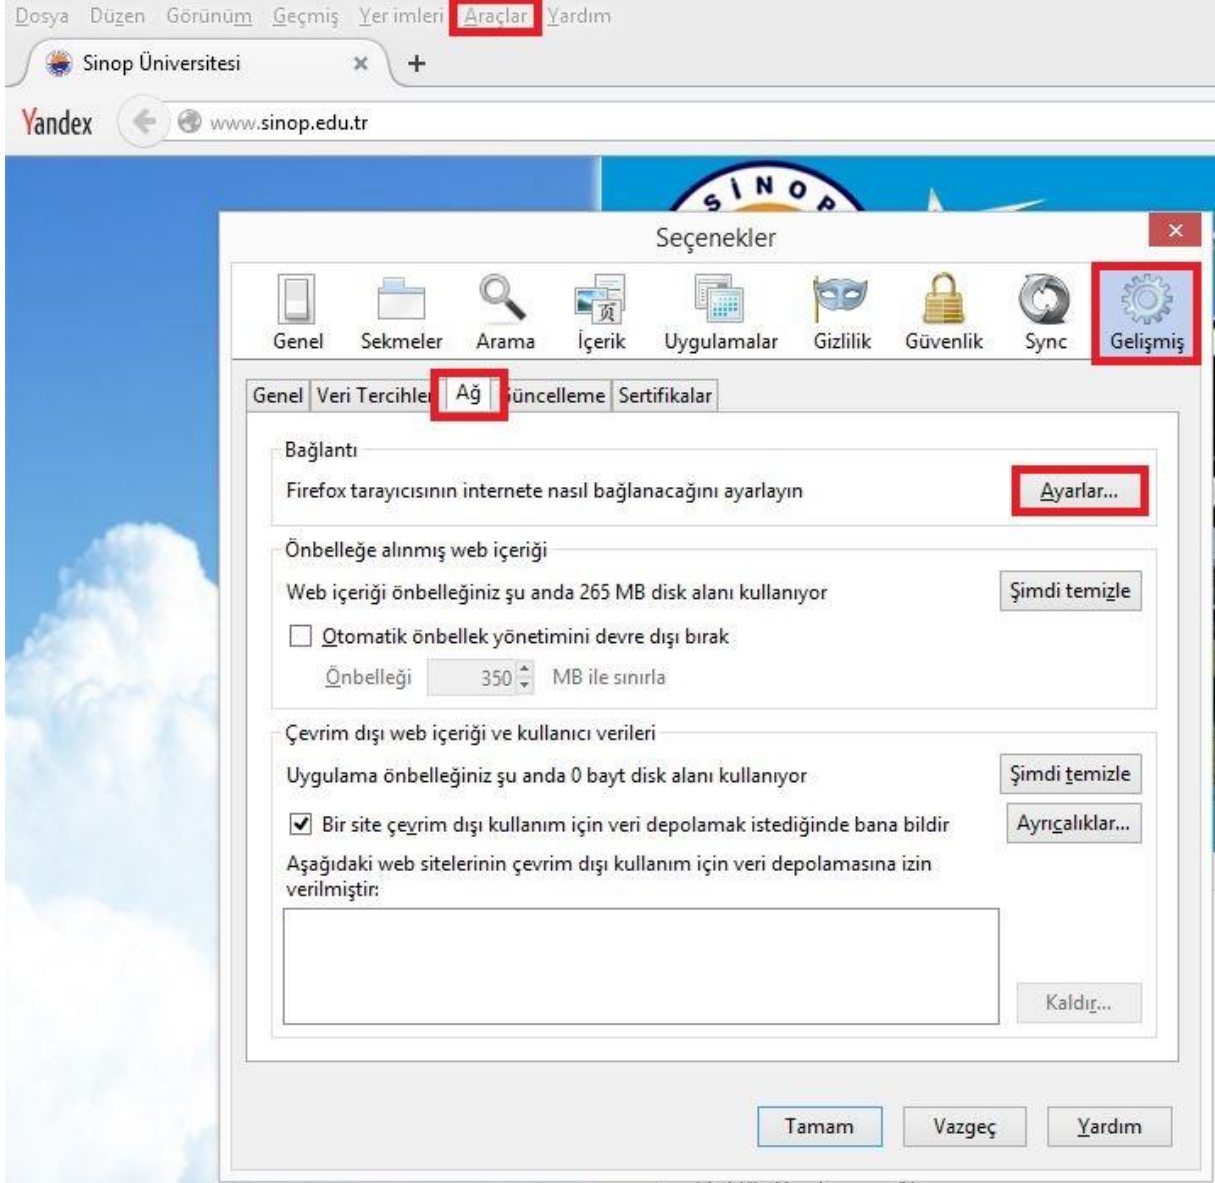 Dosya Düzen Görünüm Geçmiş Yer imleri Araçlar Yardım
Sinop Üniversitesi
Yandex www.sinop.edu.tr
SİNOP
Seçenekler
Genel Sekmeler Arama İçerik Uygulamalar Gizlilik Güvenlik Sync Gelişmiş
Genel Veri Tercihler Ağ üncelleme Sertifikalar
Bağlantı
Firefox tarayıcısının internete nasıl bağlanacağını ayarlayın Ayarlar...
Önbelleğe alınmış web içeriği
Web içeriği önbelleğiniz şu anda 265 MB disk alanı kullanıyor Şimdi temizle
Otomatik önbellek yönetimini devre dışı bırak
Önbelleği 350 MB ile sınırla
Çevrim dışı web içeriği ve kullanıcı verileri
Uygulama önbelleğiniz şu anda 0 bayt disk alanı kullanıyor Şimdi temizle
Bir site çevrim dışı kullanım için veri depolamak istediğinde bana bildir Ayrıcalıklar...
Aşağıdaki web sitelerinin çevrim dışı kullanım için veri depolamasına izin
verilmiştir:
Kaldır...
Tamam Vazgeç Yardım